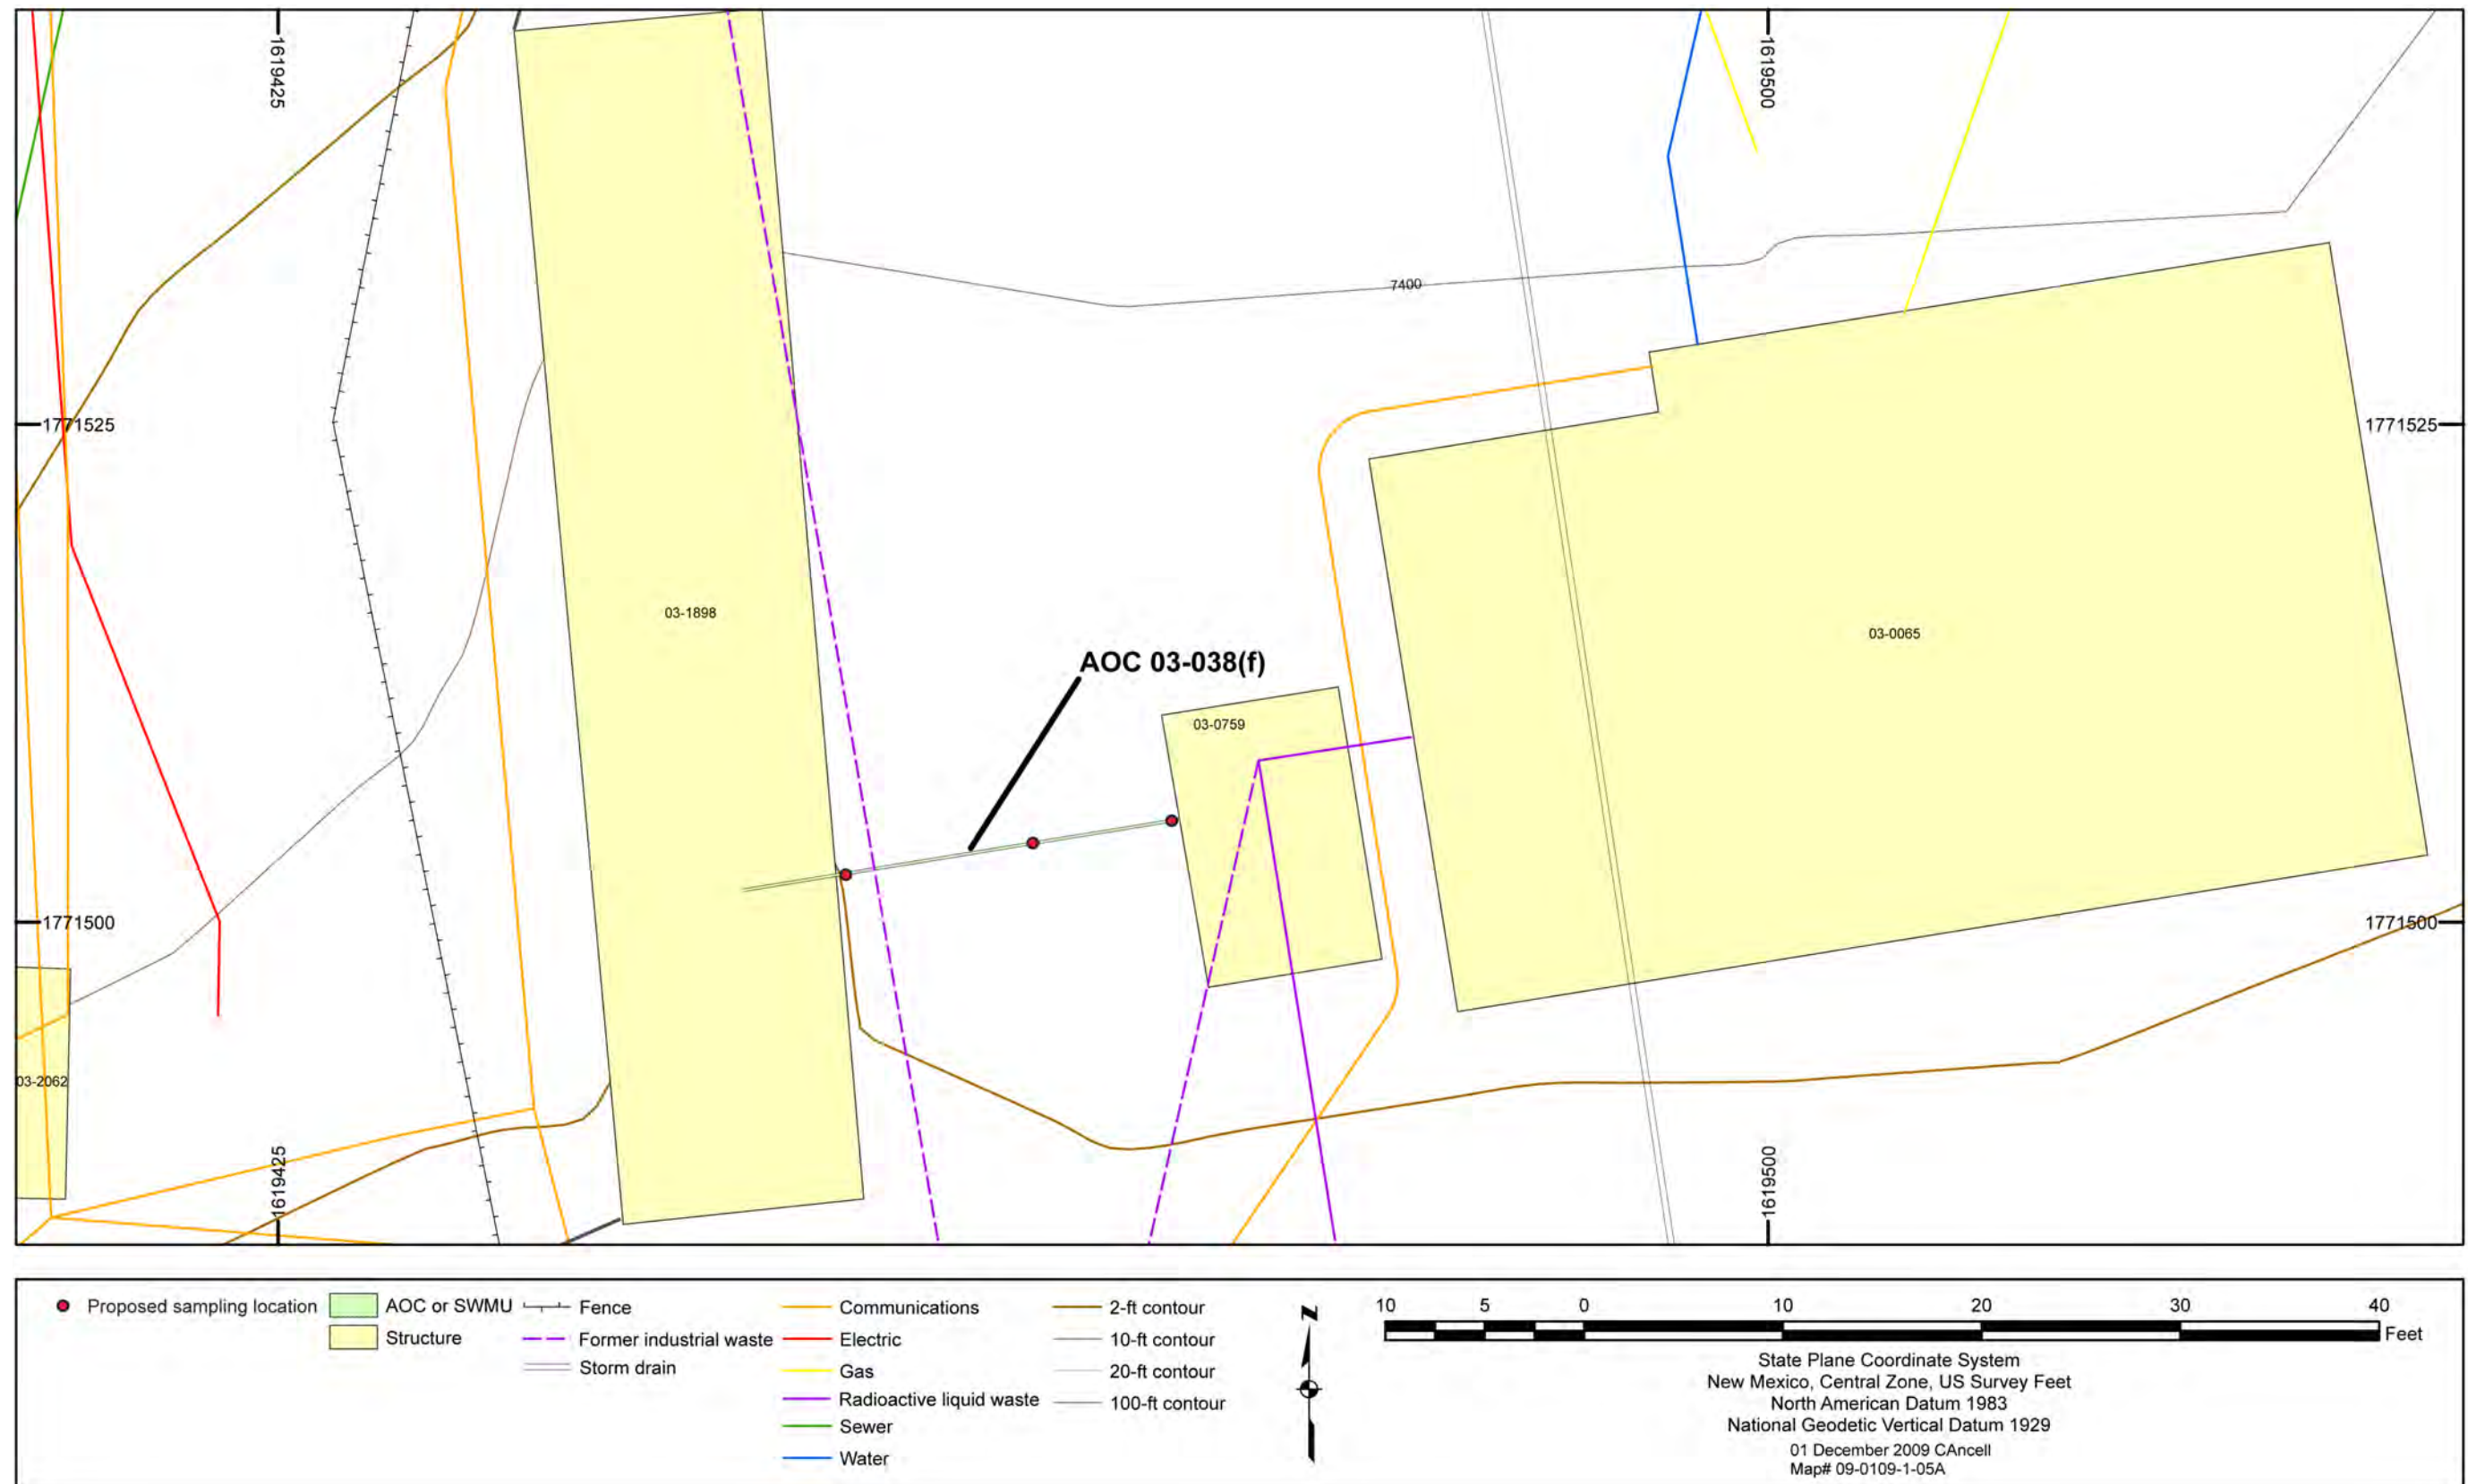 1619425
1619500
7400
1771525
1771525
03-1898
03-0065
AOC 03-038(f)
03-0759
1771500
1771500
03-2062
1619425
1619500
Proposed sampling location
AOC or SWMU
Structure
Fence
Former industrial waste
Storm drain
Communications
Electric
Gas
Radioactive liquid waste
Sewer
Water
2-ft contour
10-ft contour
20-ft contour
100-ft contour
N
10 5 0 10 20 30 40
Feet
State Plane Coordinate System
New Mexico, Central Zone, US Survey Feet
North American Datum 1983
National Geodetic Vertical Datum 1929
01 December 2009 CAncell
Map# 09-0109-1-05A